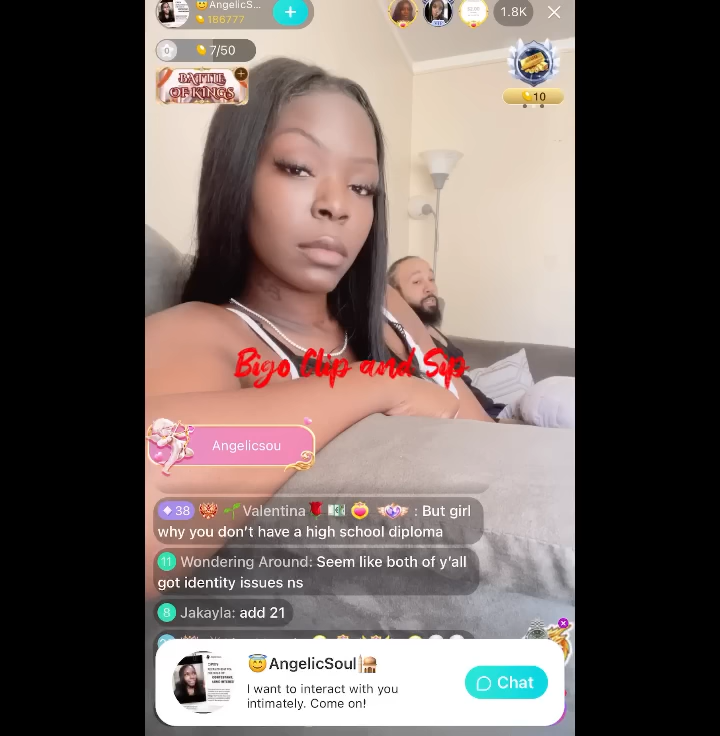 😇AngelicS...
186777
+
1.8K
7/50
BATTLE
OF KINGS
10
Bigo Clip and Sip
Angelicsou
38 Valentina : But girl
why you don't have a high school diploma
11 Wondering Around: Seem like both of y'all
got identity issues ns
8 Jakayla: add 21
😇AngelicSoul🕌
I want to interact with you
intimately. Come on!
Chat